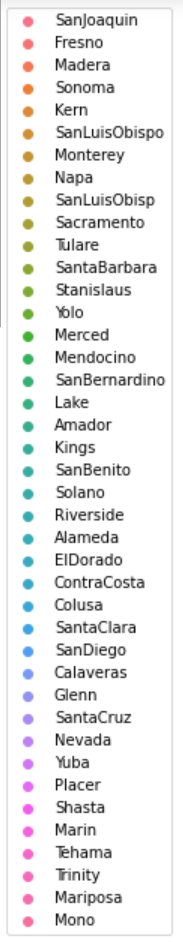 SanJoaquin
Fresno
Madera
Sonoma
Kern
SanLuisObispo
Monterey
Napa
SanLuisObisp
Sacramento
Tulare
SantaBarbara
Stanislaus
Yolo
Merced
Mendocino
SanBernardino
Lake
Amador
Kings
SanBenito
Solano
Riverside
Alameda
ElDorado
ContraCosta
Colusa
SantaClara
SanDiego
Calaveras
Glenn
SantaCruz
Nevada
Yuba
Placer
Shasta
Marin
Tehama
Trinity
Mariposa
Mono